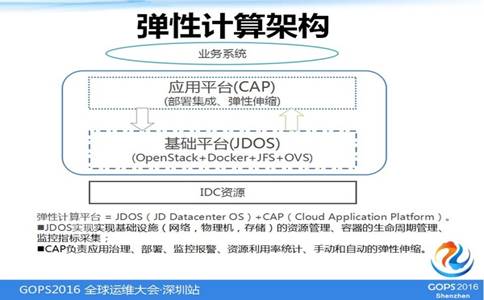 弹性计算架构
业务系统
应用平台(CAP)
(部署集成、弹性伸缩)
基础平台(JDOS)
(OpenStack+Docker+JFS+OVS)
IDC资源
弹性计算平台 = JDOS（JD Datacenter OS）+CAP（Cloud Application Platform）。
■JDOS实现实现基础设施（网络，物理机，存储）的资源管理、容器的生命周期管理、
监控指标采集；
■CAP负责应用治理、部署、监控报警、资源利用率统计、手动和自动的弹性伸缩。
GOPS2016 全球运维大会·深圳站
GOPS2016
Shenzhen